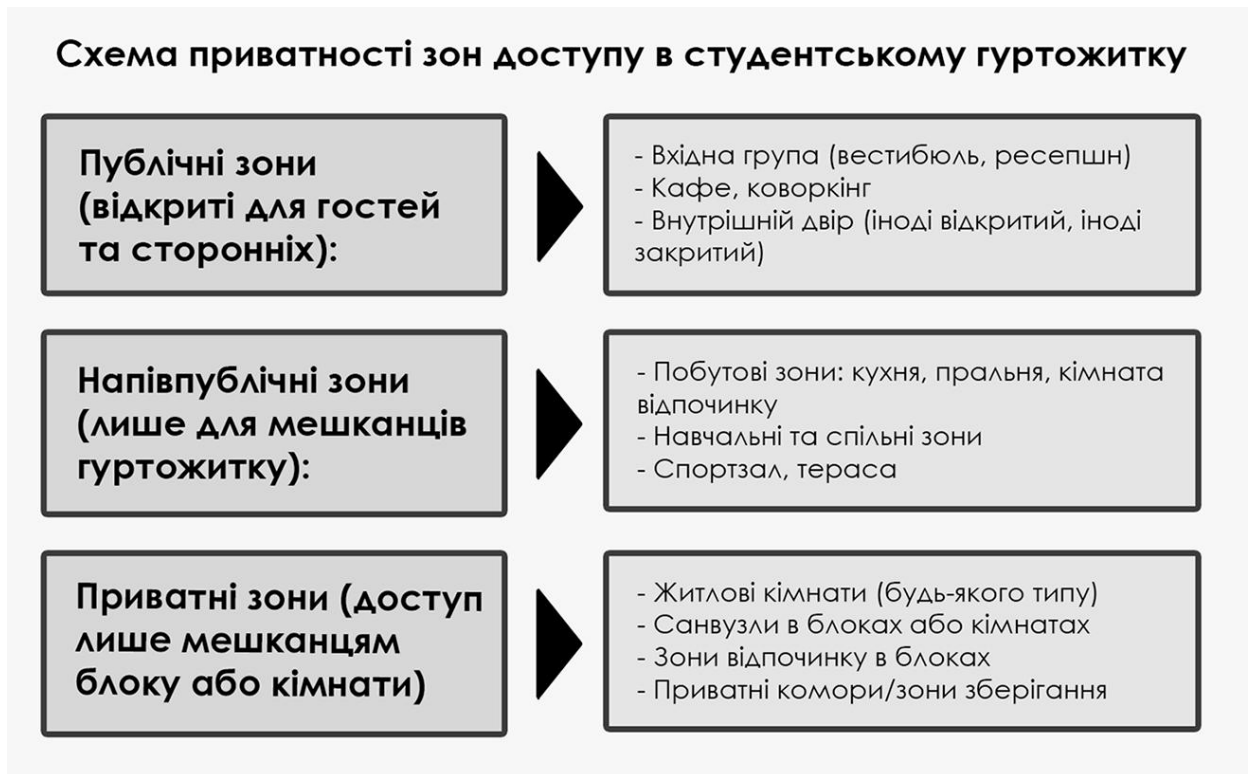 Схема приватності зон доступу в студентському гуртожитку
Публічні зони
(відкриті для гостей
та сторонніх):
- Вхідна група (вестибюль, ресепшн)
- Кафе, коворкінг
- Внутрішній двір (іноді відкритий, іноді
закритий)
Напівпублічні зони
(лише для мешканців
гуртожитку):
- Побутові зони: кухня, пральня, кімната
відпочинку
- Навчальні та спільні зони
- Спортзал, тераса
Приватні зони (доступ
лише мешканцям
блоку або кімнати)
- Житлові кімнати (будь-якого типу)
- Санвузли в блоках або кімнатах
- Зони відпочинку в блоках
- Приватні комори/зони зберігання